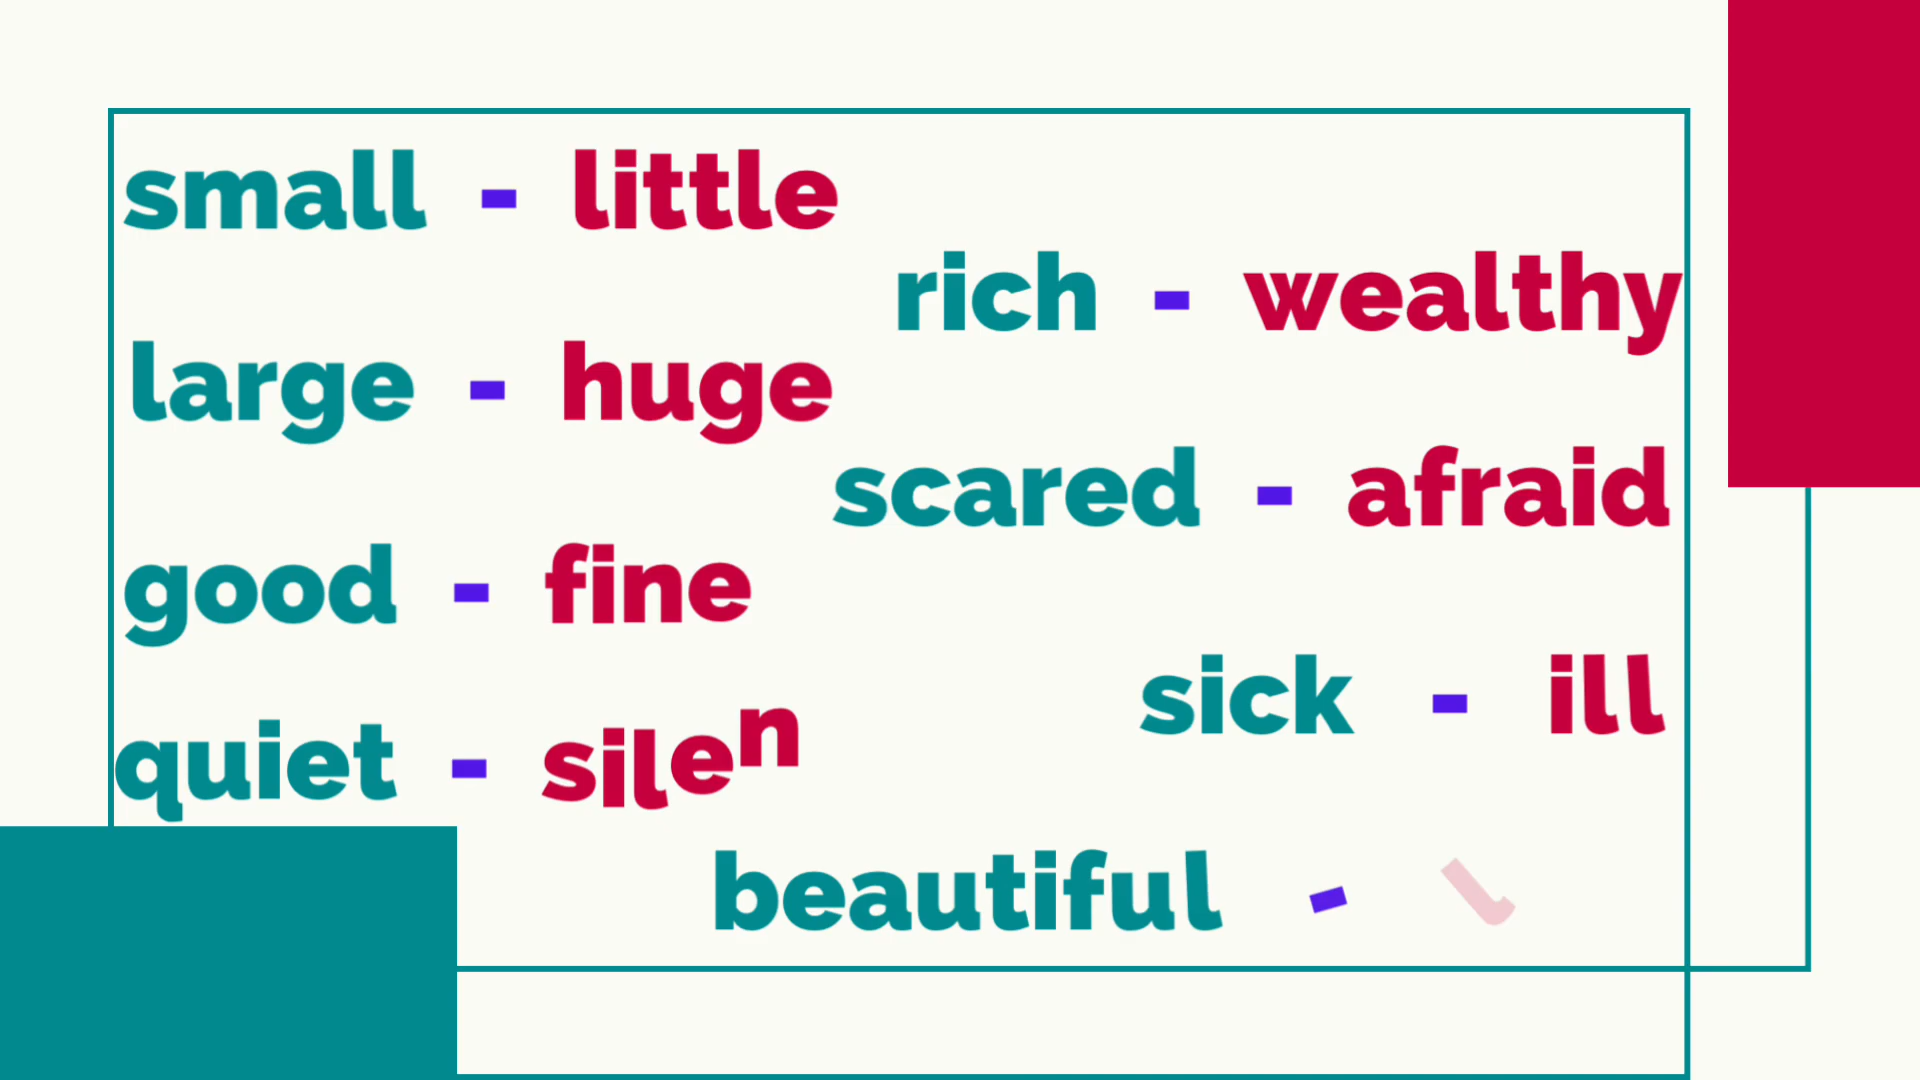 small - little
rich - wealthy
large - huge
scared - afraid
good - fine
sick - ill
quiet - silen
beautiful - l